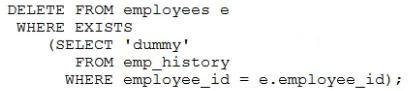 DELETE FROM employees e
WHERE EXISTS
(SELECT 'dummy'
FROM emp_history
WHERE employee_id = e.employee_id);